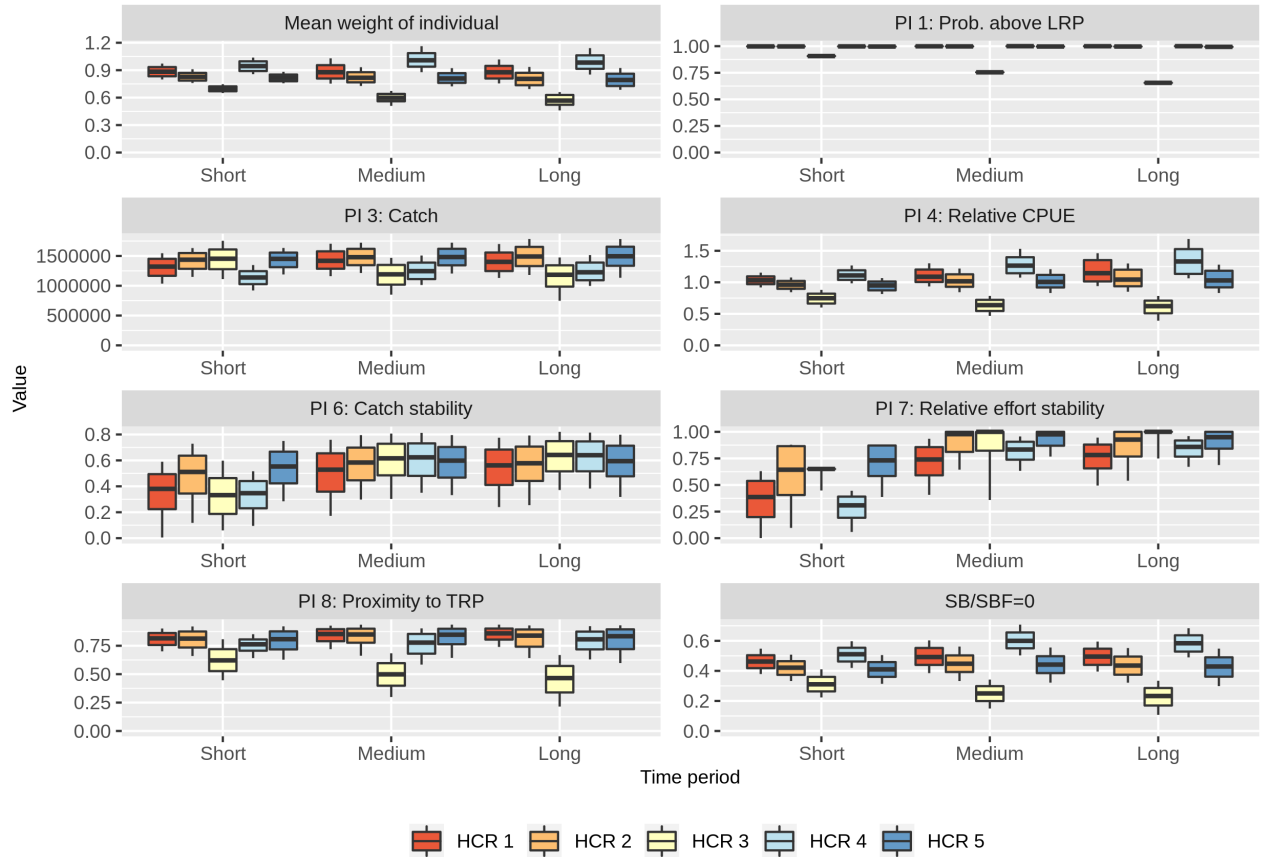 Mean weight of individual
PI 1: Prob. above LRP
1.2
0.9
0.6
0.3
0.0
1.00
0.75
0.50
0.25
0.00
Short Medium Long
Short Medium Long
PI 3: Catch
PI 4: Relative CPUE
1500000
1000000
500000
0
1.5
1.0
0.5
0.0
Short Medium Long
Short Medium Long
Value
PI 6: Catch stability
PI 7: Relative effort stability
0.8
0.6
0.4
0.2
0.0
1.00
0.75
0.50
0.25
0.00
Short Medium Long
Short Medium Long
PI 8: Proximity to TRP
SB/SBF=0
0.75
0.50
0.25
0.00
0.6
0.4
0.2
0.0
Short Medium Long
Short Medium Long
Time period
HCR 1 HCR 2 HCR 3 HCR 4 HCR 5